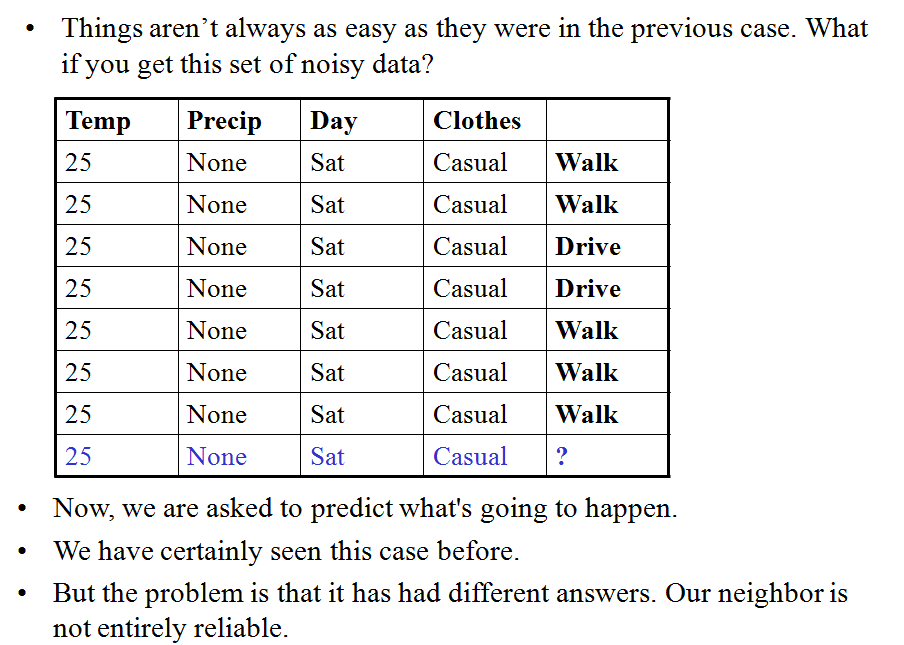 • Things aren’t always as easy as they were in the previous case. What
if you get this set of noisy data?
Temp Precip Day Clothes
25 None Sat Casual Walk
25 None Sat Casual Walk
25 None Sat Casual Drive
25 None Sat Casual Drive
25 None Sat Casual Walk
25 None Sat Casual Walk
25 None Sat Casual Walk
25 None Sat Casual ?
• Now, we are asked to predict what's going to happen.
• We have certainly seen this case before.
• But the problem is that it has had different answers. Our neighbor is
not entirely reliable.